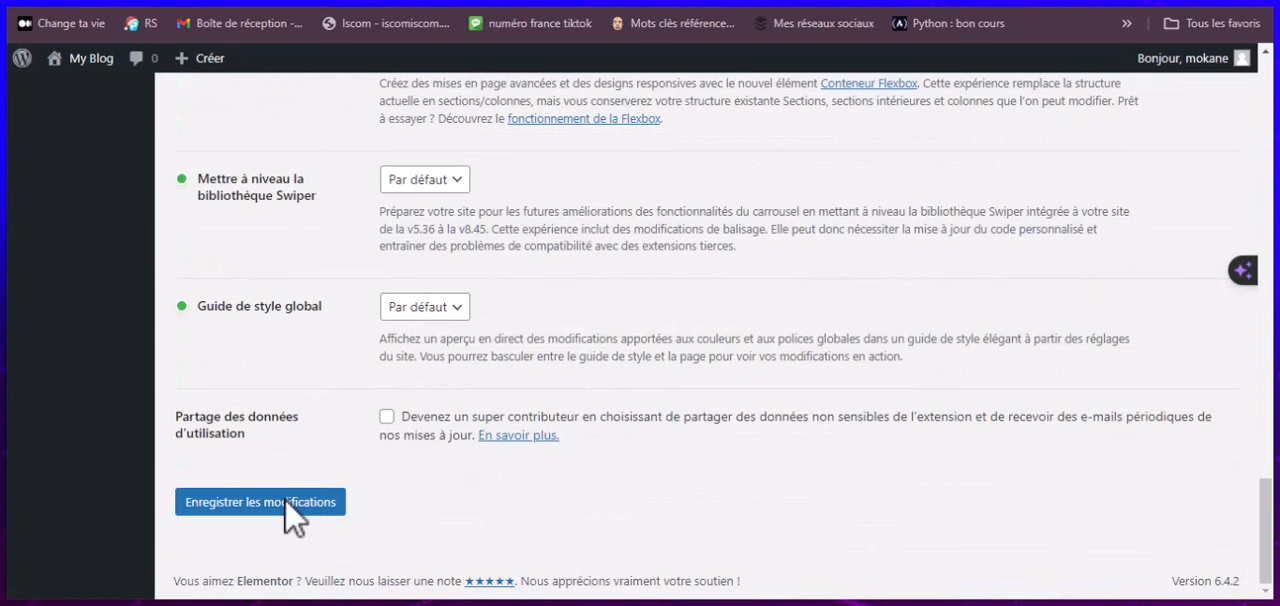 Change ta vie RS Boîte de réception -... Iscom - iscomiscom.... numéro france tiktok Mots clés référence... Mes réseaux sociaux Python : bon cours » Tous les favoris
My Blog 0 Créer Bonjour, mokane
Créez des mises en page avancées et des designs responsives avec le nouvel élément Conteneur Flexbox. Cette expérience remplace la structure
actuelle en sections/colonnes, mais vous conserverez votre structure existante Sections, sections intérieures et colonnes que l'on peut modifier. Prêt
à essayer ? Découvrez le fonctionnement de la Flexbox.
Mettre à niveau la
bibliothèque Swiper
Par défaut
Préparez votre site pour les futures améliorations des fonctionnalités du carrousel en mettant à niveau la bibliothèque Swiper intégrée à votre site
de la v5.36 à la v8.45. Cette expérience inclut des modifications de balisage. Elle peut donc nécessiter la mise à jour du code personnalisé et
entraîner des problèmes de compatibilité avec des extensions tierces.
Guide de style global
Par défaut
Affichez un aperçu en direct des modifications apportées aux couleurs et aux polices globales dans un guide de style élégant à partir des réglages
du site. Vous pourrez basculer entre le guide de style et la page pour voir vos modifications en action.
Partage des données
d'utilisation
Devenez un super contributeur en choisissant de partager des données non sensibles de l'extension et de recevoir des e-mails périodiques de
nos mises à jour. En savoir plus.
Enregistrer les modifications
Vous aimez Elementor ? Veuillez nous laisser une note ★★★★★. Nous apprécions vraiment votre soutien ! Version 6.4.2